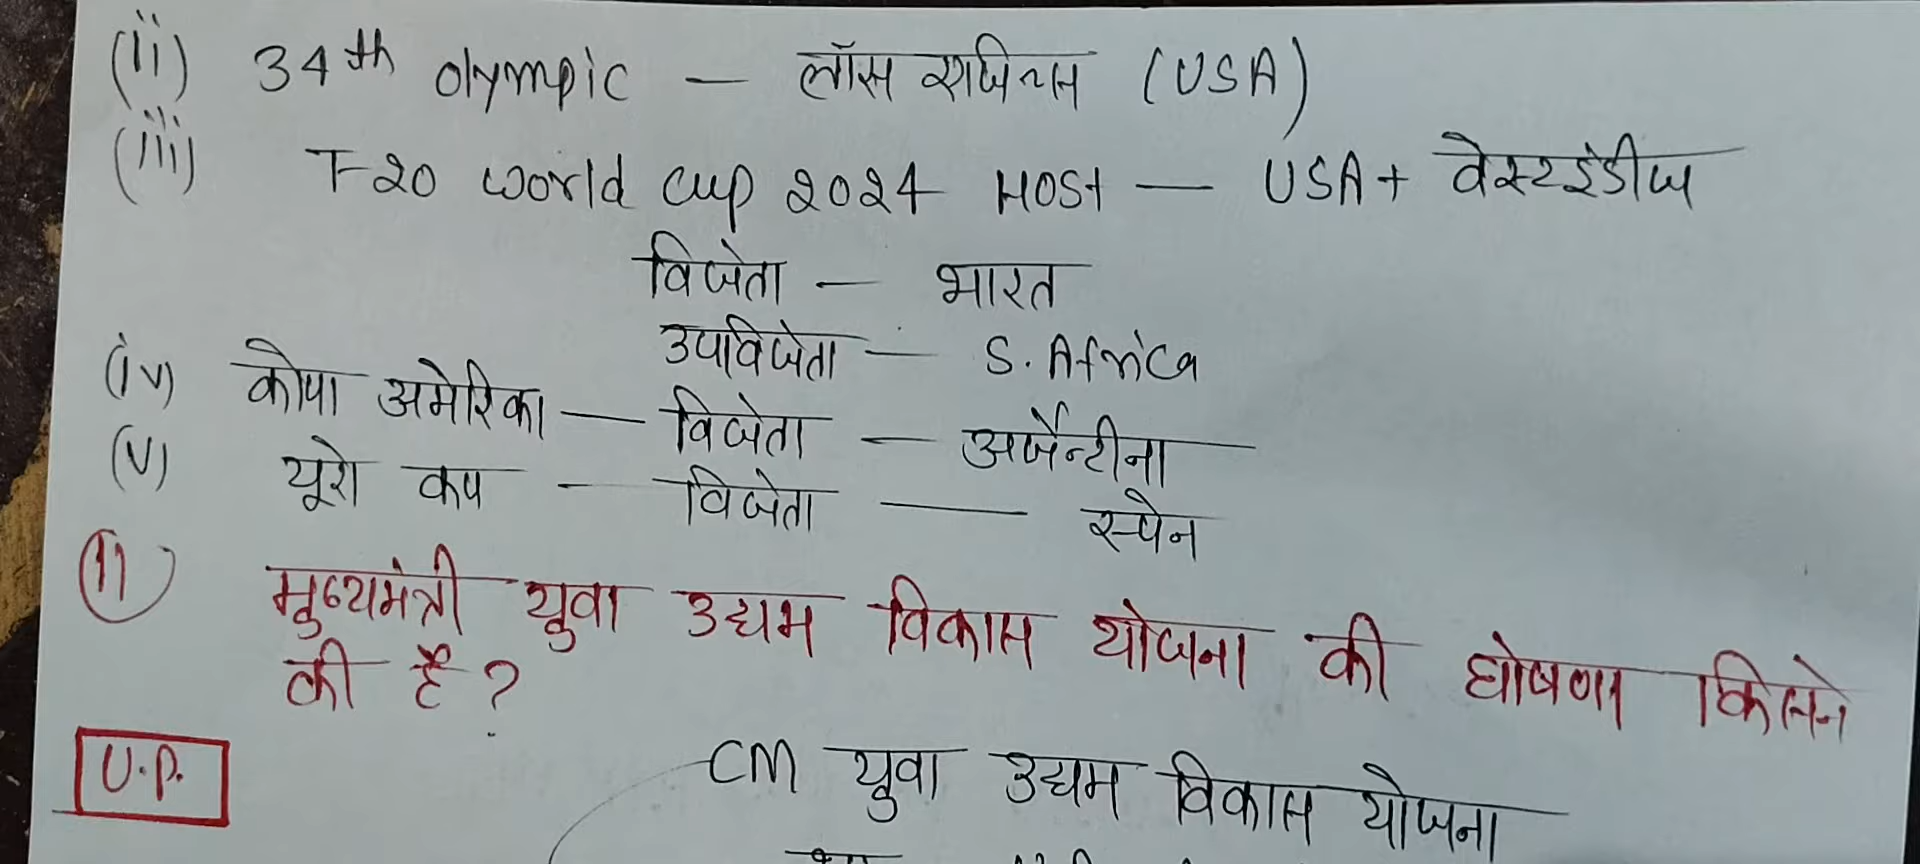 (ii) 34th olympic — लॉस एंजिल्स (USA)
(iii) T-20 world cup 2024 HOSt — USA + वेस्टइंडीज
विजेता — भारत
उपविजेता — S. Africa
(iv) कोपा अमेरिका — विजेता — अर्जेन्टीना
(v) यूरो कप — विजेता — स्पेन
(11) मुख्यमंत्री युवा उद्यम विकास योजना की घोषणा किसने
की है?
U.P.
CM युवा उद्यम विकास योजना